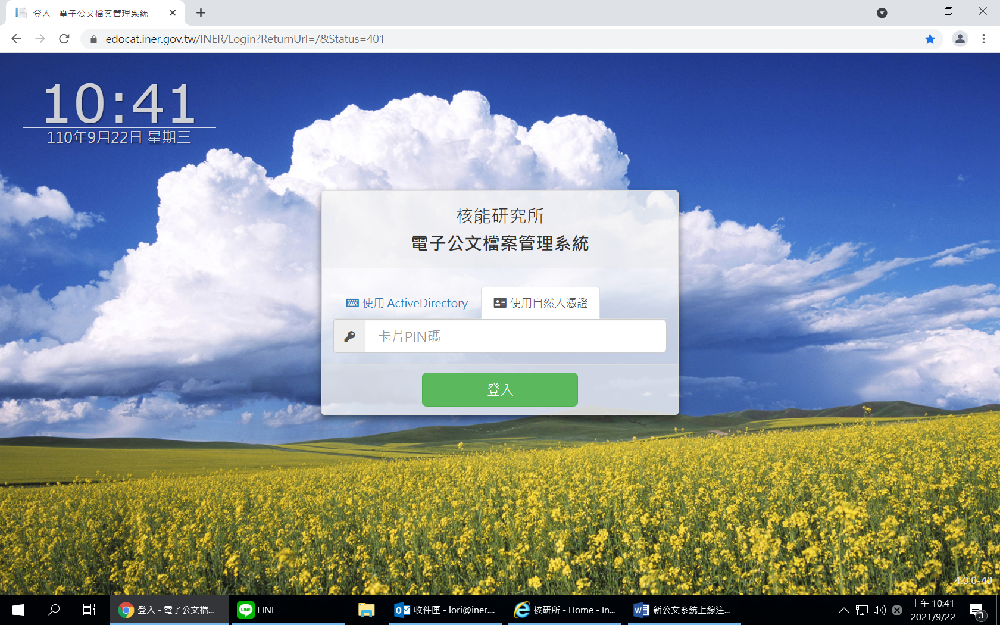 登入 - 電子公文檔案管理系統
edocat.iner.gov.tw/INER/Login?ReturnUrl=/&Status=401
10:41
110年9月22日 星期三
核能研究所
電子公文檔案管理系統
使用 ActiveDirectory
使用自然人憑證
卡片PIN碼
登入
4.0.0-40
登入 - 電子公文檔...
LINE
收件匣 - lori@iner....
核研所 - Home - In...
新公文系統上線注...
上午 10:41
2021/9/22
3